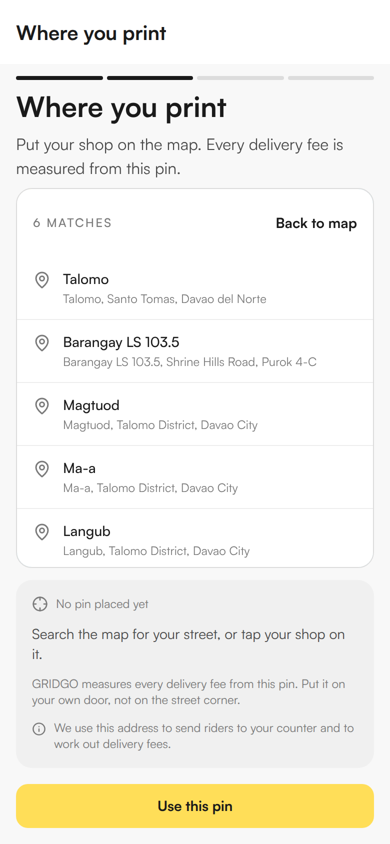 Where you print
Where you print
Put your shop on the map. Every delivery fee is
measured from this pin.
6 MATCHES
Back to map
Talomo
Talomo, Santo Tomas, Davao del Norte
Barangay LS 103.5
Barangay LS 103.5, Shrine Hills Road, Purok 4-C
Magtuod
Magtuod, Talomo District, Davao City
Ma-a
Ma-a, Talomo District, Davao City
Langub
Langub, Talomo District, Davao City
No pin placed yet
Search the map for your street, or tap your shop on
it.
GRIDGO measures every delivery fee from this pin. Put it on
your own door, not on the street corner.
We use this address to send riders to your counter and to
work out delivery fees.
Use this pin